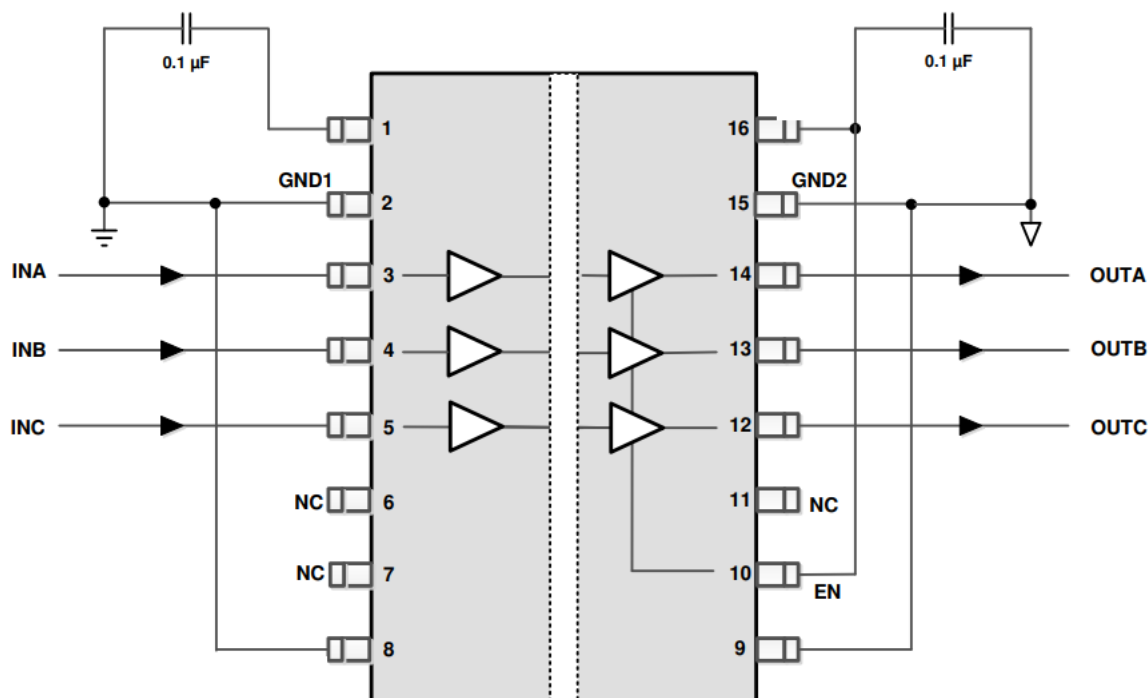 0.1 µF
0.1 µF
1
16
GND1
GND2
2
15
INA
3
14
OUTA
INB
4
13
OUTB
INC
5
12
OUTC
NC
6
11
NC
NC
7
10
EN
8
9